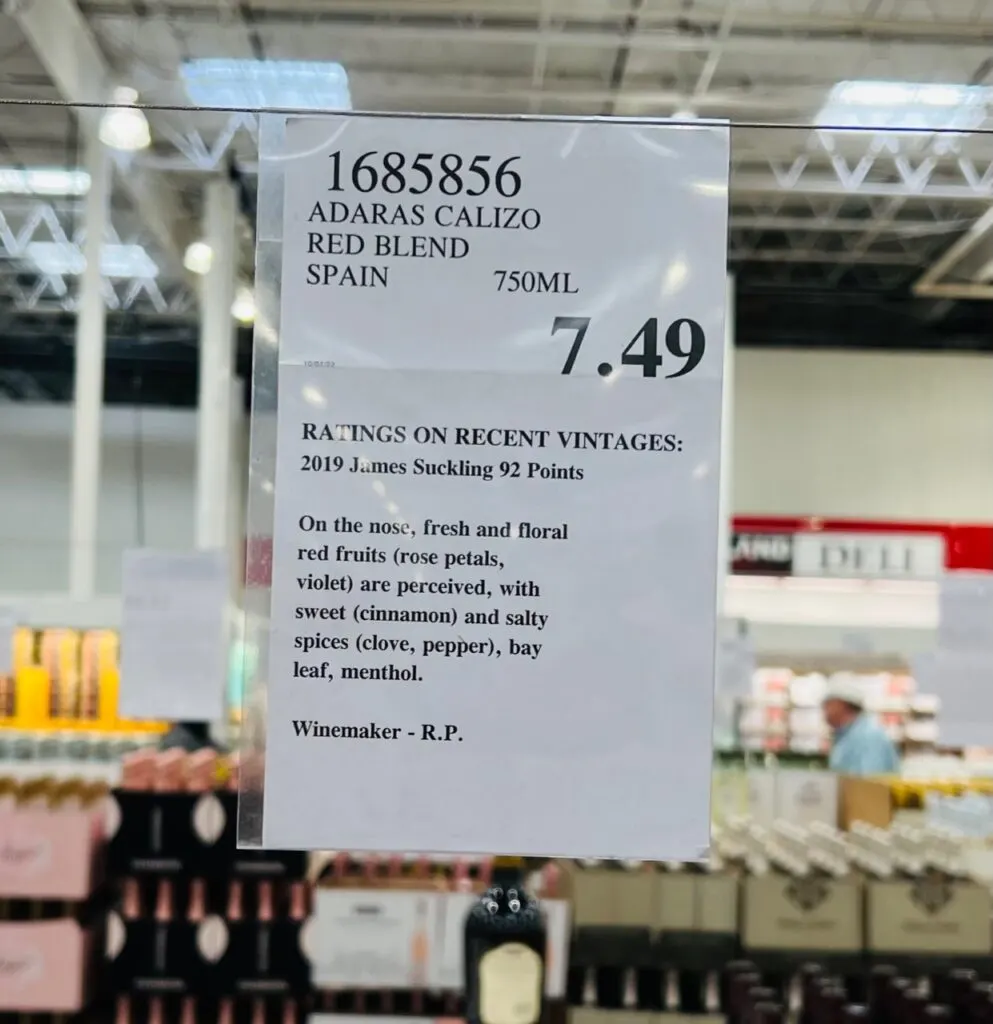 1685856
ADARAS CALIZO
RED BLEND
SPAIN 750ML
7.49
RATINGS ON RECENT VINTAGES:
2019 James Suckling 92 Points
On the nose, fresh and floral
red fruits (rose petals,
violet) are perceived, with
sweet (cinnamon) and salty
spices (clove, pepper), bay
leaf, menthol.
Winemaker - R.P.
DELI